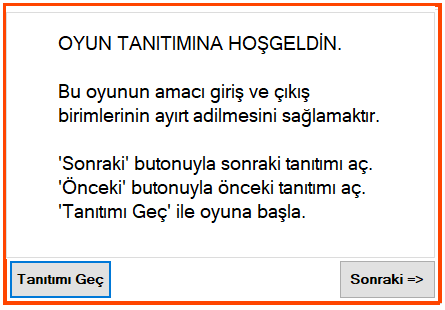 OYUN TANITIMINA HOŞGELDİN.
Bu oyunun amacı giriş ve çıkış
birimlerinin ayırt adilmesini sağlamaktır.
'Sonraki' butonuyla sonraki tanıtımı aç.
'Önceki' butonuyla önceki tanıtımı aç.
'Tanıtımı Geç' ile oyuna başla.
Tanıtımı Geç
Sonraki =>